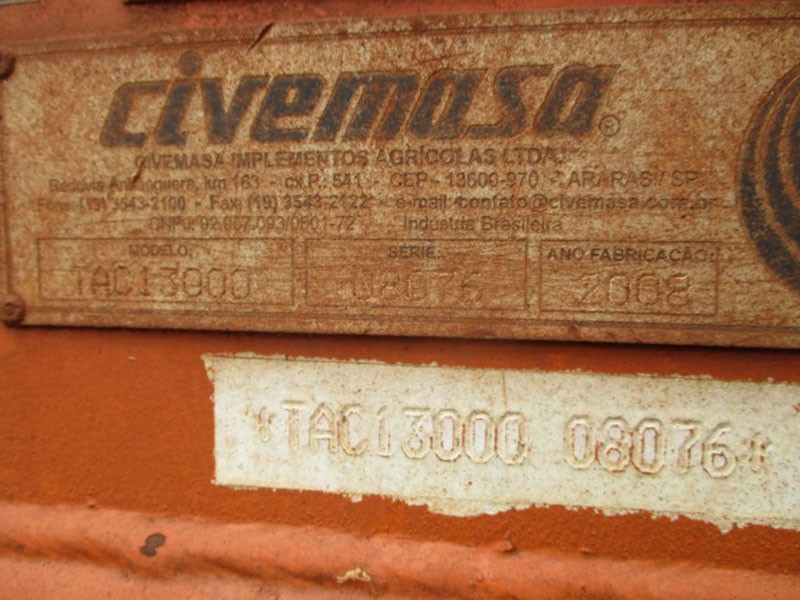 civemasa®
CIVEMASA IMPLEMENTOS AGRÍCOLAS LTDA.
Rodovia Anhanguera, km 163 - cx.P.: 541 - CEP - 13600-970 - ARARAS / SP
Fone: (19) 3543-2100 - Fax: (19) 3543-2122 - e-mail: contato@civemasa.com.br
CNPJ: Indústria Brasileira
MODELO: SÉRIE: ANO FABRICAÇÃO:
TAC13000 08076 2008
*TAC13000 08076*